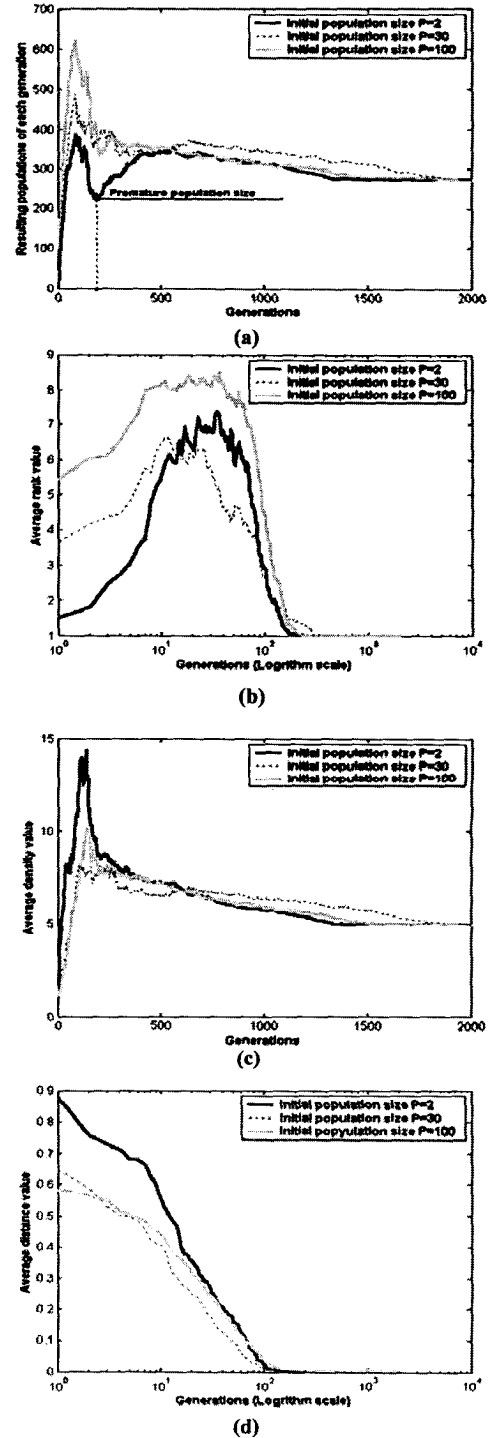 700
600
500
400
300
200
100
0
Resulting populations of each generation
Initial population size P=2
Initial population size P=30
Initial population size P=100
Premature population size
0 500 1000 1500 2000
Generations
(a)
9
8
7
6
5
4
3
2
1
Average rank value
Initial population size P=2
Initial population size P=30
Initial population size P=100
10^0 10^1 10^2 10^3 10^4
Generations (Logrithm scale)
(b)
15
10
5
0
Average density value
Initial population size P=2
Initial population size P=30
Initial population size P=100
0 500 1000 1500 2000
Generations
(c)
0.9
0.8
0.7
0.6
0.5
0.4
0.3
0.2
0.1
0
Average distance value
Initial population size P=2
Initial population size P=30
Initial popyulation size P=100
10^0 10^1 10^2 10^3 10^4
Generations (Logrithm scale)
(d)